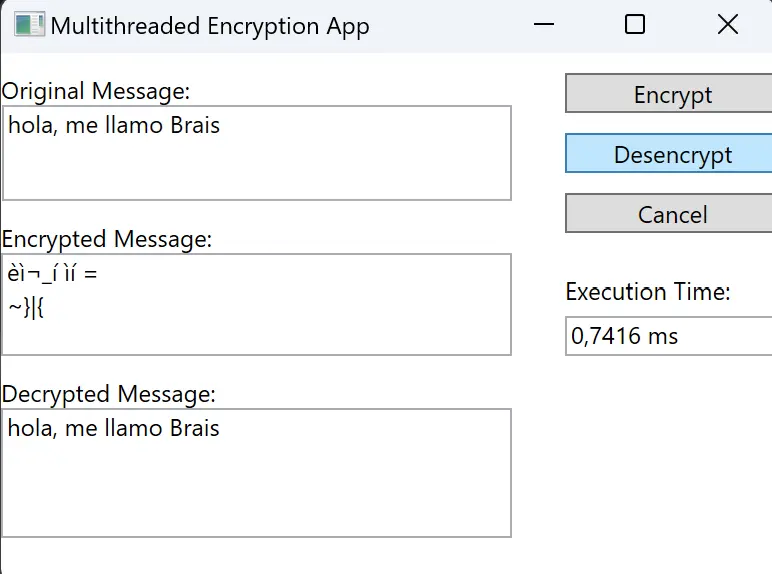 Multithreaded Encryption App
Original Message:
hola, me llamo Brais
Encrypt
Desencrypt
Cancel
Encrypted Message:
èì¬_í ìí =
~}|{
Execution Time:
0,7416 ms
Decrypted Message:
hola, me llamo Brais